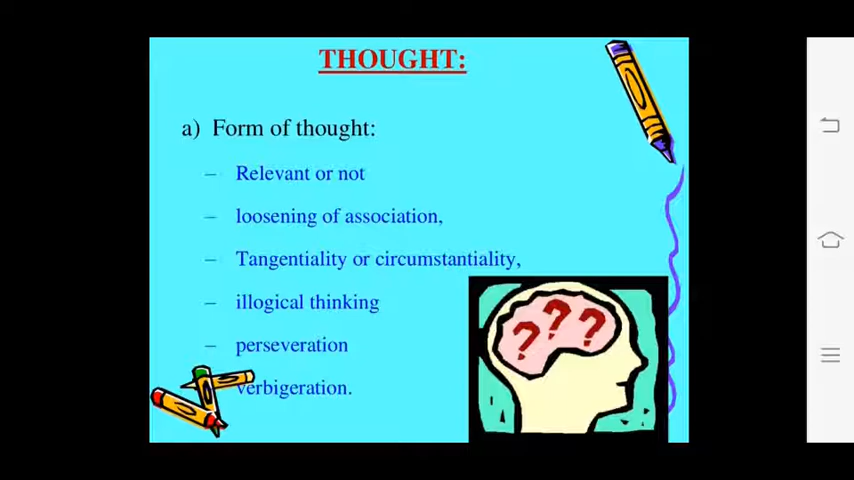 THOUGHT:
a) Form of thought:
– Relevant or not
– loosening of association,
– Tangentiality or circumstantiality,
– illogical thinking
– perseveration
verbigeration.
? ? ?